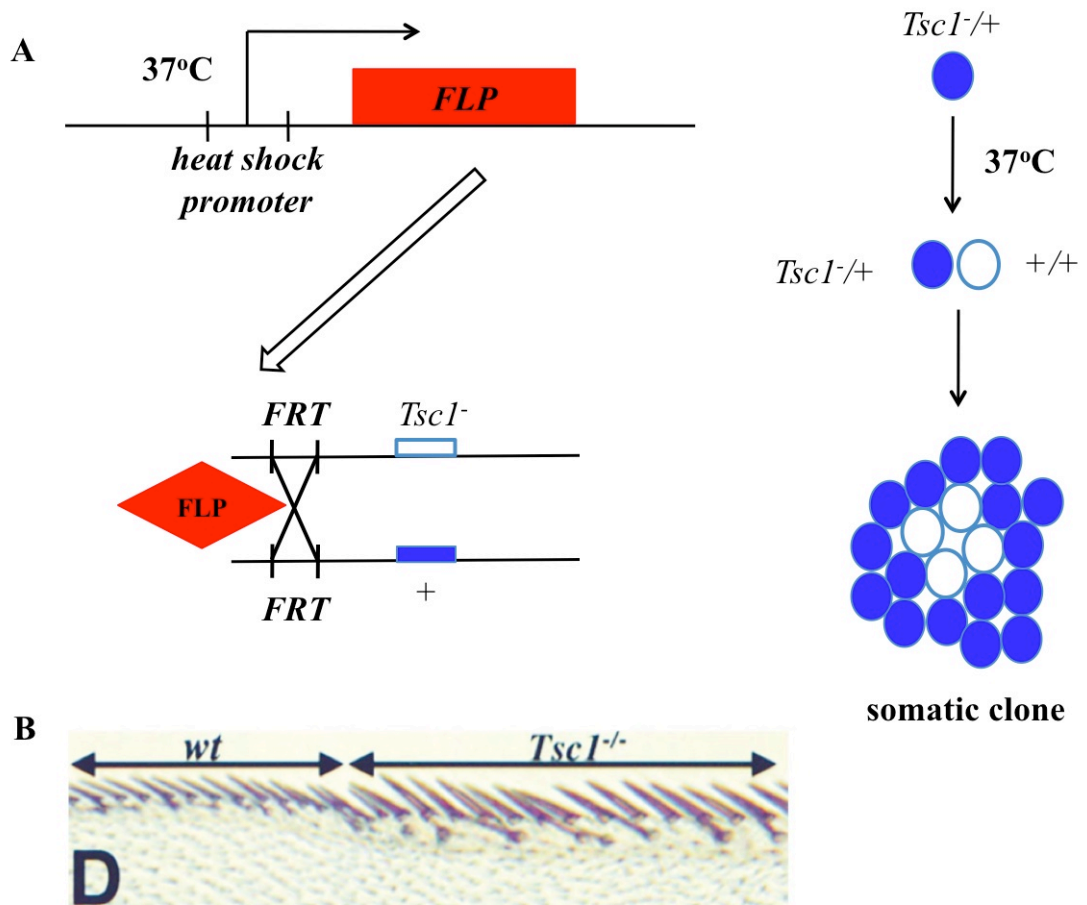 A
37°C
FLP
heat shock
promoter
FRT
Tsc1⁻
FLP
+
FRT
Tsc1⁻/+
37°C
Tsc1⁻/+
+/+
somatic clone
B
wt
Tsc1⁻/⁻
D